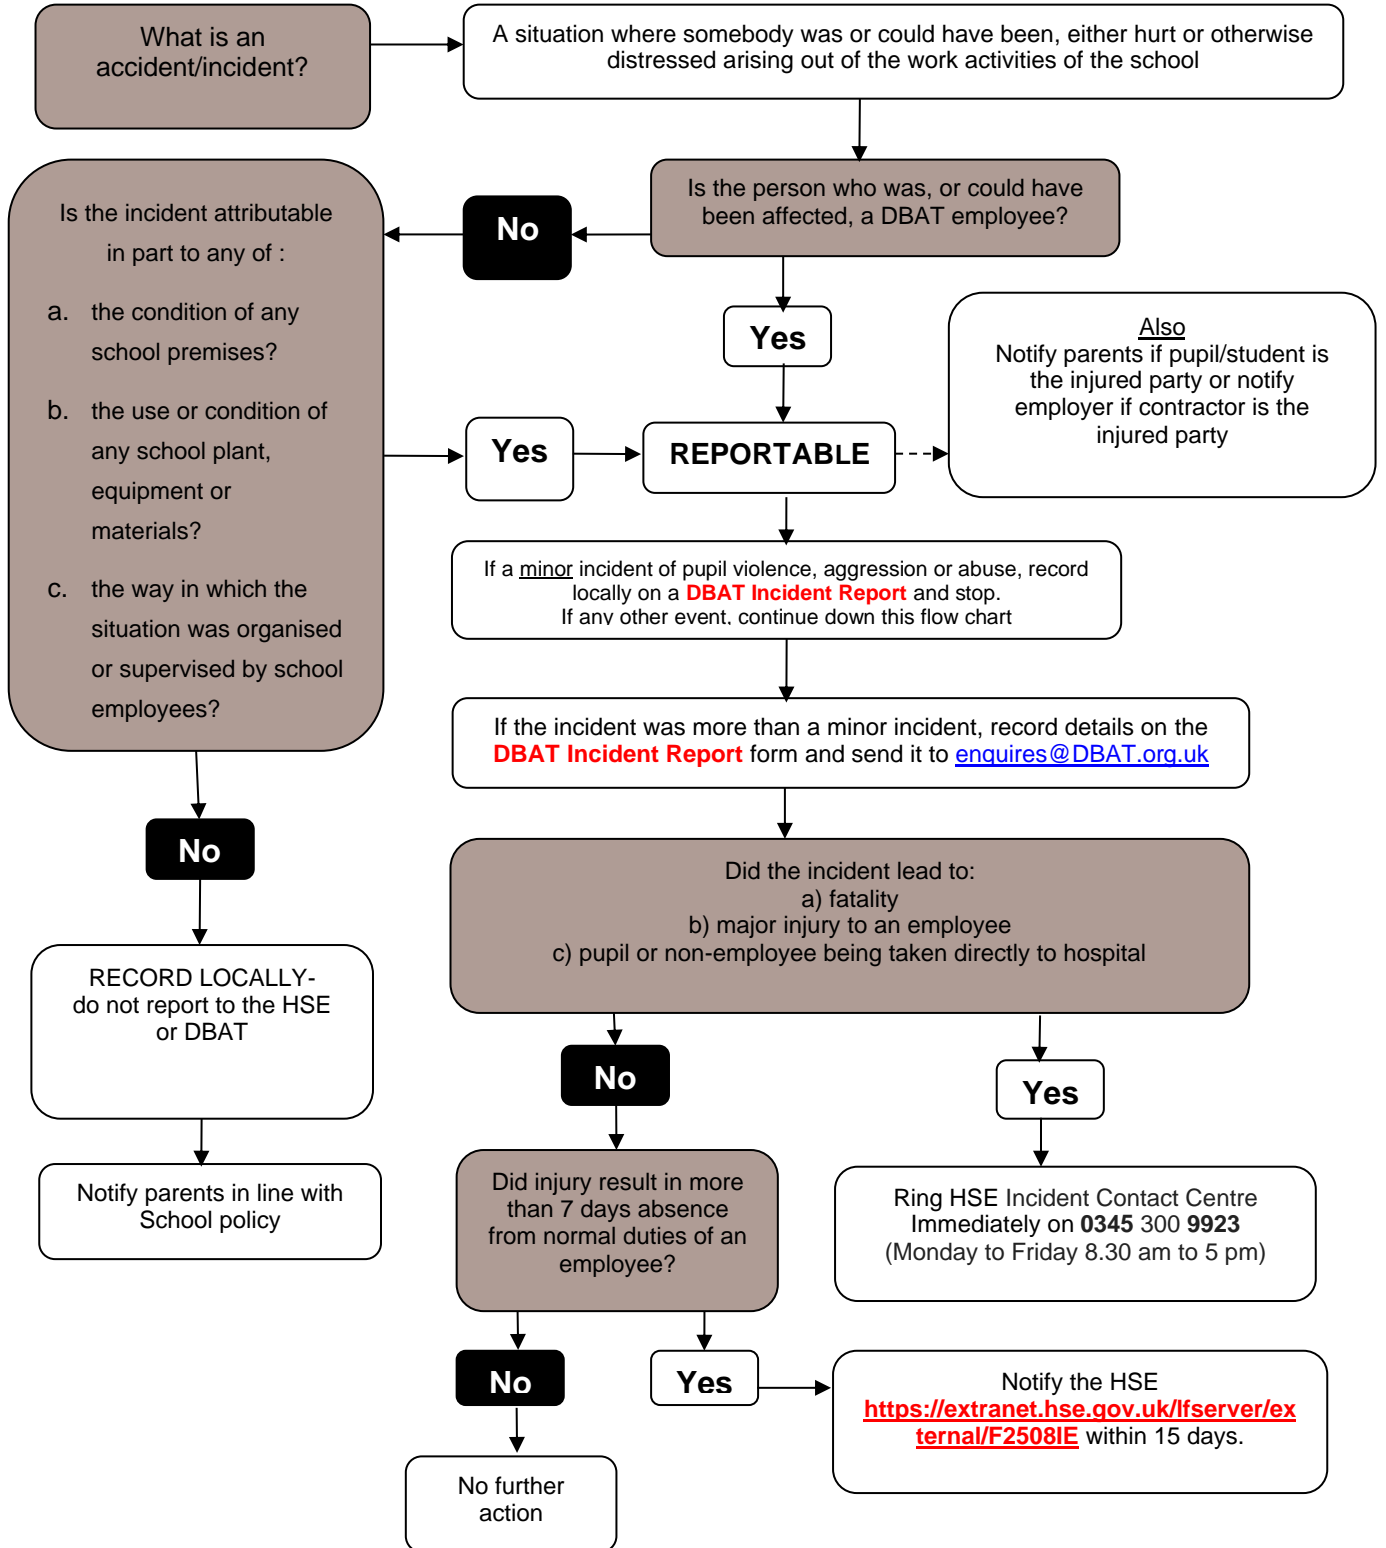 What is an
accident/incident?
A situation where somebody was or could have been, either hurt or otherwise
distressed arising out of the work activities of the school
Is the person who was, or could have
been affected, a DBAT employee?
No
Is the incident attributable
in part to any of :
a. the condition of any
school premises?
b. the use or condition of
any school plant,
equipment or
materials?
c. the way in which the
situation was organised
or supervised by school
employees?
Yes
Yes
REPORTABLE
Also
Notify parents if pupil/student is
the injured party or notify
employer if contractor is the
injured party
If a minor incident of pupil violence, aggression or abuse, record
locally on a DBAT Incident Report and stop.
If any other event, continue down this flow chart
If the incident was more than a minor incident, record details on the
DBAT Incident Report form and send it to enquires@DBAT.org.uk
No
RECORD LOCALLY-
do not report to the HSE
or DBAT
Notify parents in line with
School policy
Did the incident lead to:
a) fatality
b) major injury to an employee
c) pupil or non-employee being taken directly to hospital
No
Yes
Did injury result in more
than 7 days absence
from normal duties of an
employee?
Ring HSE Incident Contact Centre
Immediately on 0345 300 9923
(Monday to Friday 8.30 am to 5 pm)
No
Yes
Notify the HSE
https://extranet.hse.gov.uk/lfserver/ex
ternal/F2508IE within 15 days.
No further
action